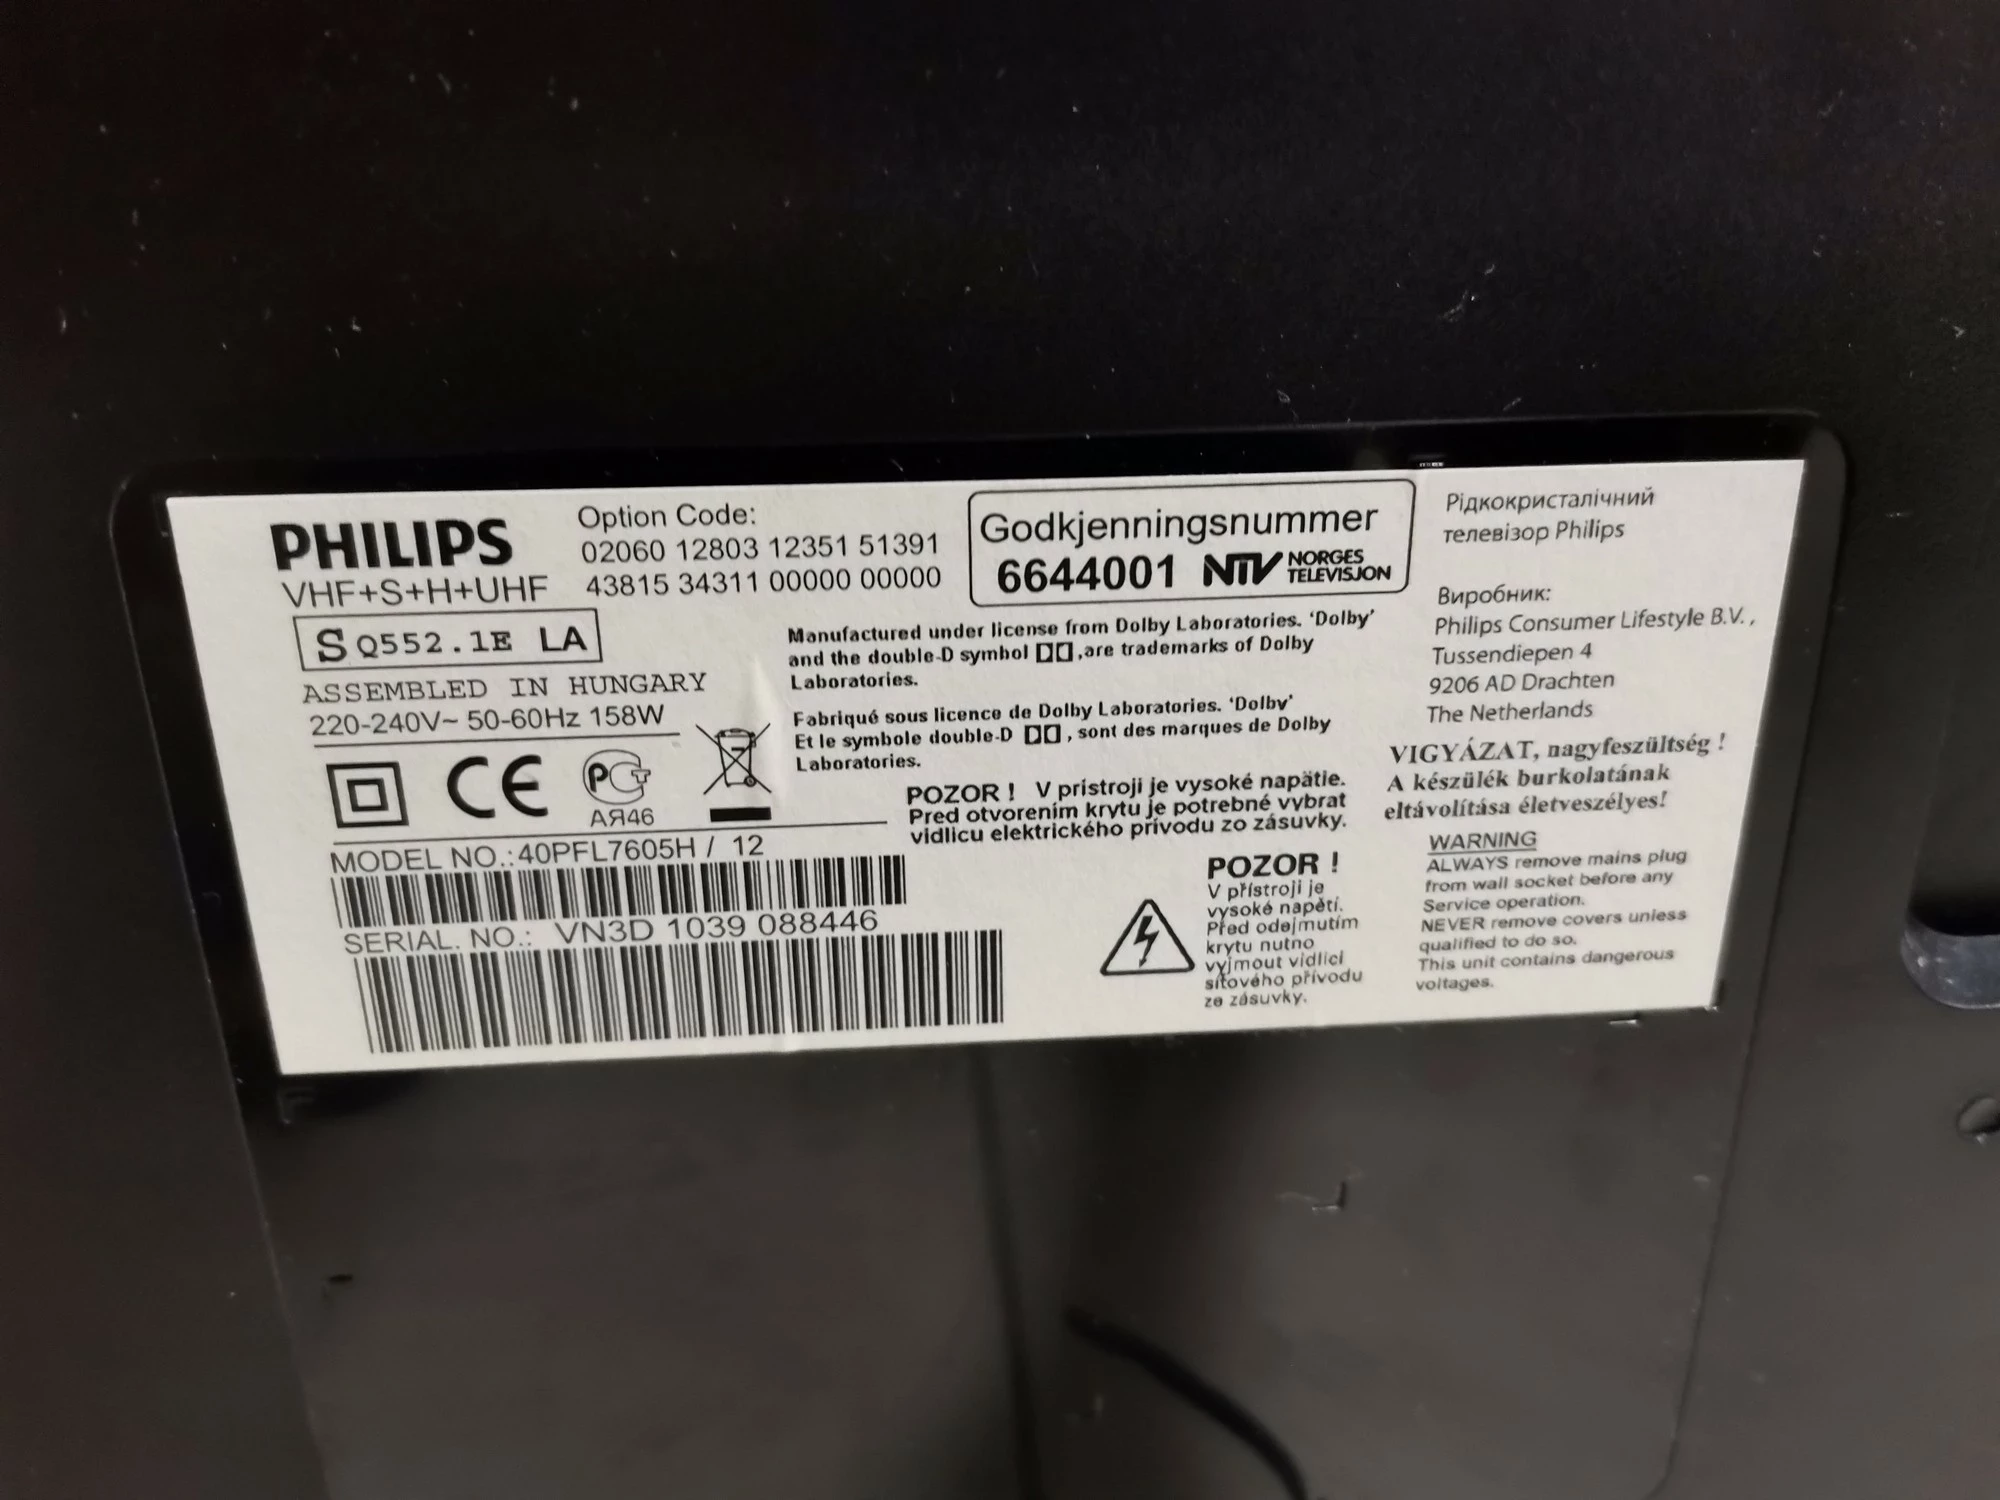 PHILIPS
VHF+S+H+UHF
S Q552.1E LA
ASSEMBLED IN HUNGARY
220-240V~ 50-60Hz 158W
Option Code:
02060 12803 12351 51391
43815 34311 00000 00000
Godkjenningsnummer
6644001 NTV NORGES
TELEVISJON
Manufactured under license from Dolby Laboratories. 'Dolby'
and the double-D symbol ,are trademarks of Dolby
Laboratories.
Fabriqué sous licence de Dolby Laboratories. 'Dolby'
Et le symbole double-D , sont des marques de Dolby
Laboratories.
CE
РСТ
АЯ46
MODEL NO.:40PFL7605H / 12
SERIAL. NO.: VN3D 1039 088446
POZOR ! V prístroji je vysoké napätie.
Pred otvorením krytu je potrebné vybrat
vidlicu elektrického prívodu zo zásuvky.
POZOR !
V přístroji je
vysoké napětí.
Před odejmutím
krytu nutno
vyjmout vidlici
síťového přívodu
ze zásuvky.
Рідкокристалічний
телевізор Philips
Виробник:
Philips Consumer Lifestyle B.V.,
Tussendiepen 4
9206 AD Drachten
The Netherlands
VIGYÁZAT, nagyfeszültség !
A készülék burkolatának
eltávolítása életveszélyes!
WARNING
ALWAYS remove mains plug
from wall socket before any
Service operation.
NEVER remove covers unless
qualified to do so.
This unit contains dangerous
voltages.